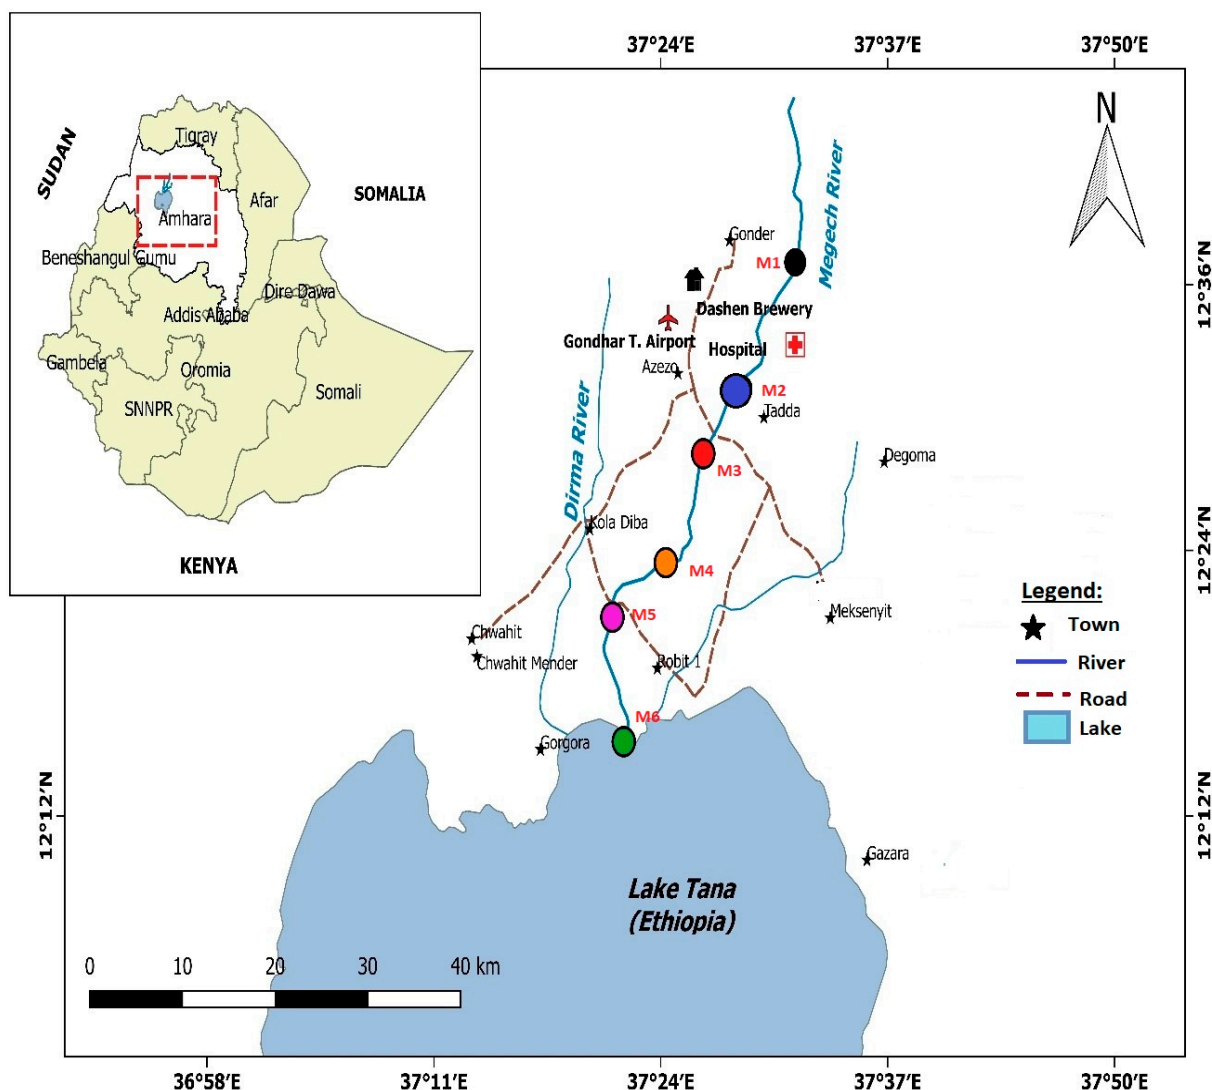 37°24′E
37°37′E
37°50′E
SUDAN
Tigray
Afar
SOMALIA
Amhara
Beneshangul Gumu
Dire Dawa
Addis Ababa
Gambela
Oromia
Somali
SNNPR
KENYA
N
Megech River
Gonder
M1
12°36′N
Dashen Brewery
Gondhar T. Airport
Hospital
Azezo
M2
Tadda
Dirma River
M3
Degoma
Kola Diba
12°24′N
M4
Legend:
M5
Meksenyit
Town
Chwahit
Chwahit Mender
Robit 1
River
Road
M6
Lake
Gorgora
12°12′N
12°12′N
Gazara
Lake Tana
(Ethiopia)
0 10 20 30 40 km
36°58′E
37°11′E
37°24′E
37°37′E
37°50′E